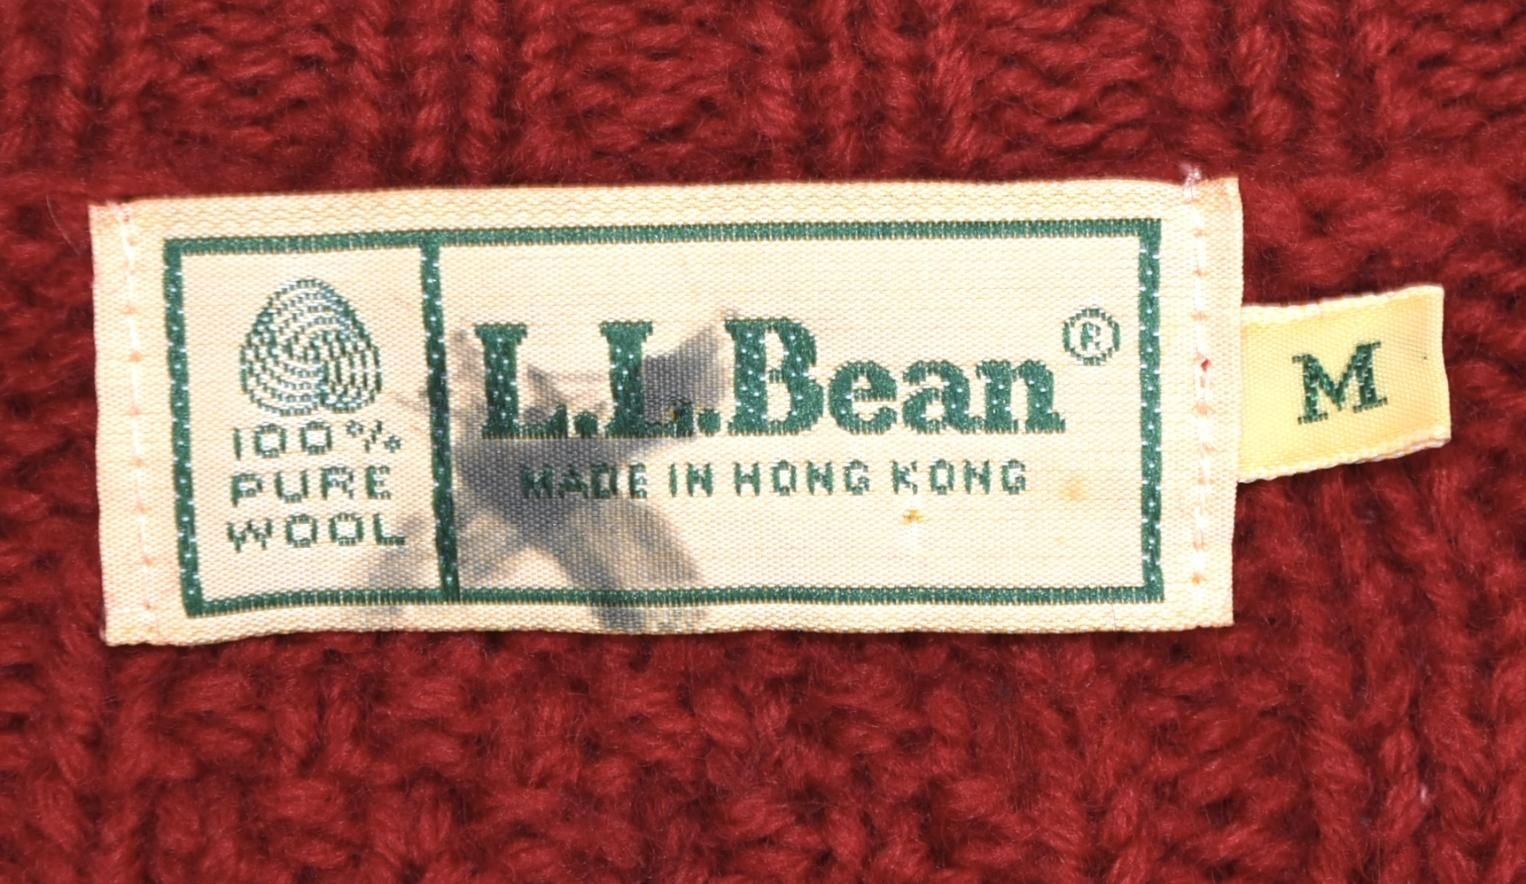 100%
PURE
WOOL
L.L.Bean®
MADE IN HONG KONG
M